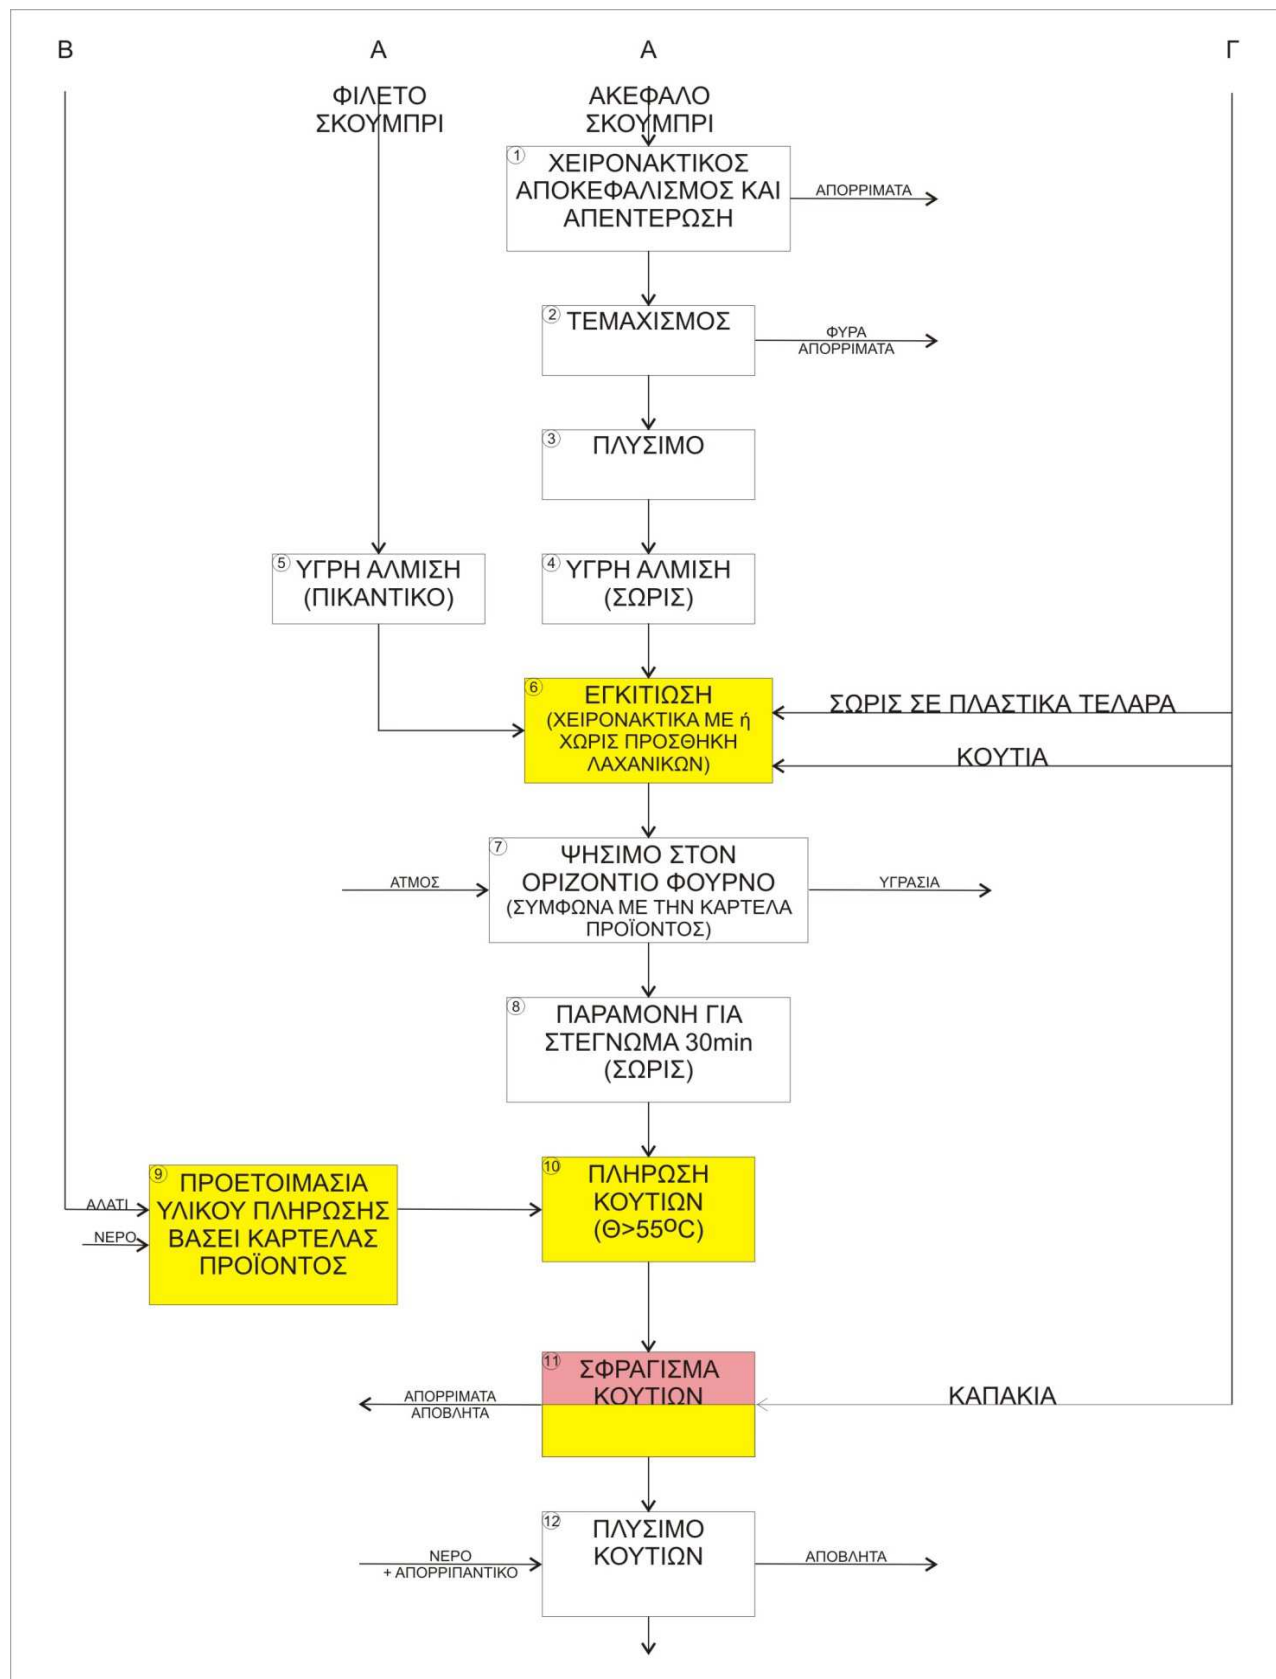 Β
Α
Α
Γ
ΦΙΛΕΤΟ
ΣΚΟΥΜΠΡΙ
ΑΚΕΦΑΛΟ
ΣΚΟΥΜΠΡΙ
1
ΧΕΙΡΟΝΑΚΤΙΚΟΣ
ΑΠΟΚΕΦΑΛΙΣΜΟΣ ΚΑΙ
ΑΠΕΝΤΕΡΩΣΗ
ΑΠΟΡΡΙΜΑΤΑ
2
ΤΕΜΑΧΙΣΜΟΣ
ΦΥΡΑ
ΑΠΟΡΡΙΜΑΤΑ
3
ΠΛΥΣΙΜΟ
5
ΥΓΡΗ ΑΛΜΙΣΗ
(ΠΙΚΑΝΤΙΚΟ)
4
ΥΓΡΗ ΑΛΜΙΣΗ
(ΣΩΡΙΣ)
6
ΕΓΚΙΤΙΩΣΗ
(ΧΕΙΡΟΝΑΚΤΙΚΑ ΜΕ ή
ΧΩΡΙΣ ΠΡΟΣΘΗΚΗ
ΛΑΧΑΝΙΚΩΝ)
ΣΩΡΙΣ ΣΕ ΠΛΑΣΤΙΚΑ ΤΕΛΑΡΑ
ΚΟΥΤΙΑ
7
ΨΗΣΙΜΟ ΣΤΟΝ
ΟΡΙΖΟΝΤΙΟ ΦΟΥΡΝΟ
(ΣΥΜΦΩΝΑ ΜΕ ΤΗΝ ΚΑΡΤΕΛΑ
ΠΡΟΪΟΝΤΟΣ)
ΑΤΜΟΣ
ΥΓΡΑΣΙΑ
8
ΠΑΡΑΜΟΝΗ ΓΙΑ
ΣΤΕΓΝΩΜΑ 30min
(ΣΩΡΙΣ)
ΑΛΑΤΙ
ΝΕΡΟ
9
ΠΡΟΕΤΟΙΜΑΣΙΑ
ΥΛΙΚΟΥ ΠΛΗΡΩΣΗΣ
ΒΑΣΕΙ ΚΑΡΤΕΛΑΣ
ΠΡΟΪΟΝΤΟΣ
10
ΠΛΗΡΩΣΗ
ΚΟΥΤΙΩΝ
(Θ>55ºC)
11
ΣΦΡΑΓΙΣΜΑ
ΚΟΥΤΙΩΝ
ΑΠΟΡΡΙΜΑΤΑ
ΑΠΟΒΛΗΤΑ
ΚΑΠΑΚΙΑ
12
ΠΛΥΣΙΜΟ
ΚΟΥΤΙΩΝ
ΝΕΡΟ
+ ΑΠΟΡΡΙΠΑΝΤΙΚΟ
ΑΠΟΒΛΗΤΑ